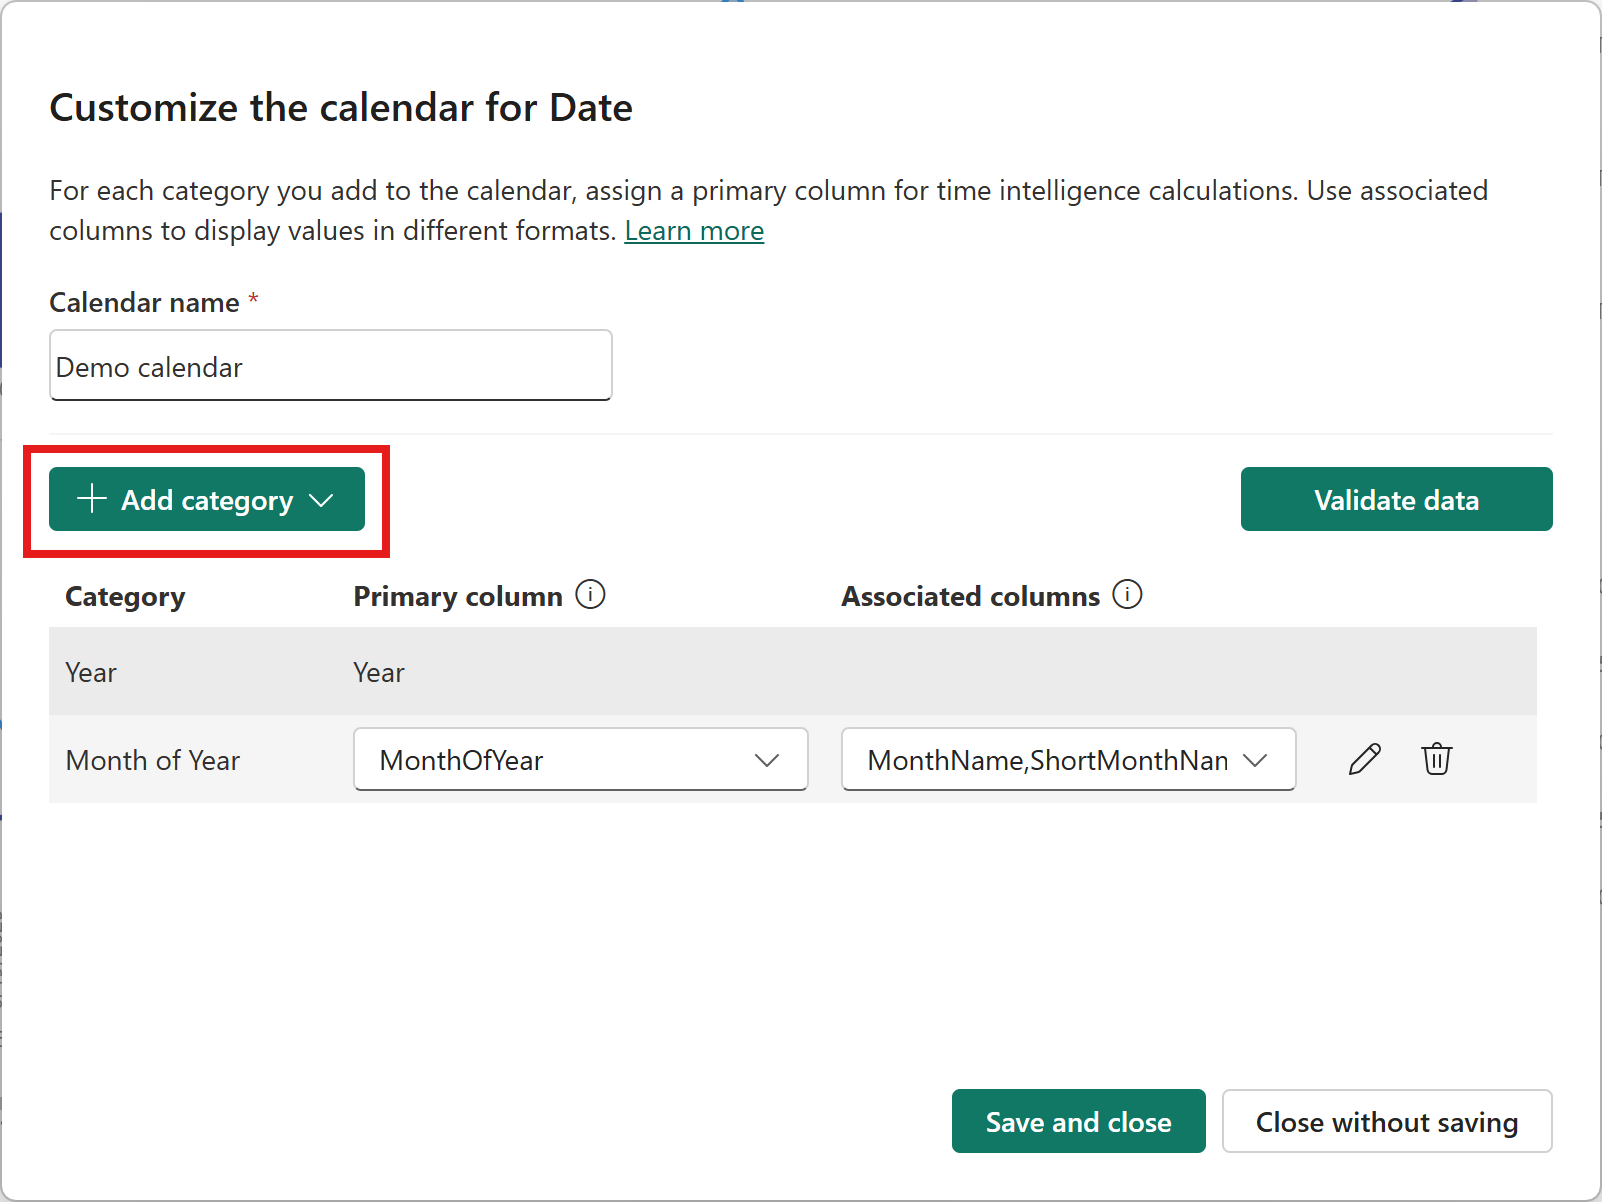 Customize the calendar for Date
For each category you add to the calendar, assign a primary column for time intelligence calculations. Use associated
columns to display values in different formats. Learn more
Calendar name *
Demo calendar
Add category
Validate data
Category Primary column Associated columns
Year Year
Month of Year MonthOfYear MonthName,ShortMonthNan
Save and close Close without saving